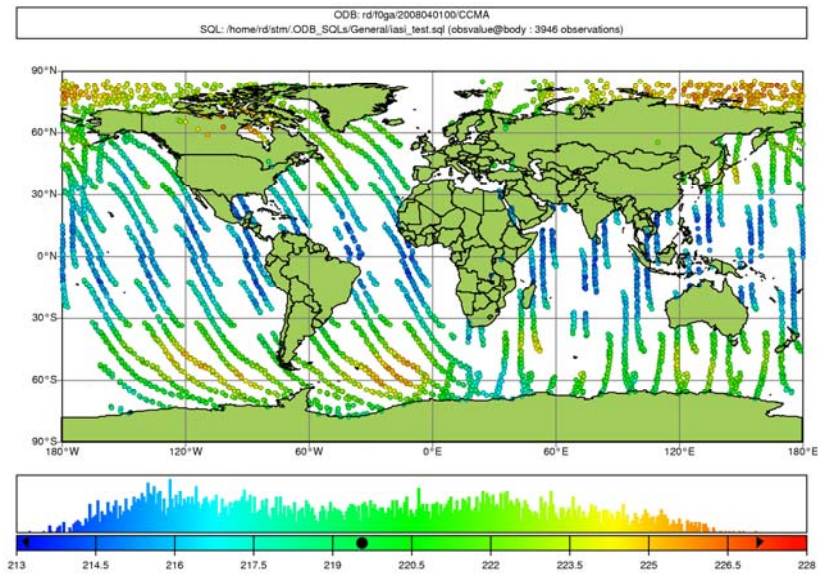 ODB: rd/f0ga/2008040100/CCMA
SQL: /home/rd/stm/.ODB_SQLs/General/iasi_test.sql (obsvalue@body : 3946 observations)
90°N
60°N
30°N
0°N
30°S
60°S
90°S
180°W 120°W 60°W 0°E 60°E 120°E 180°E
213 214.5 216 217.5 219 220.5 222 223.5 225 226.5 228